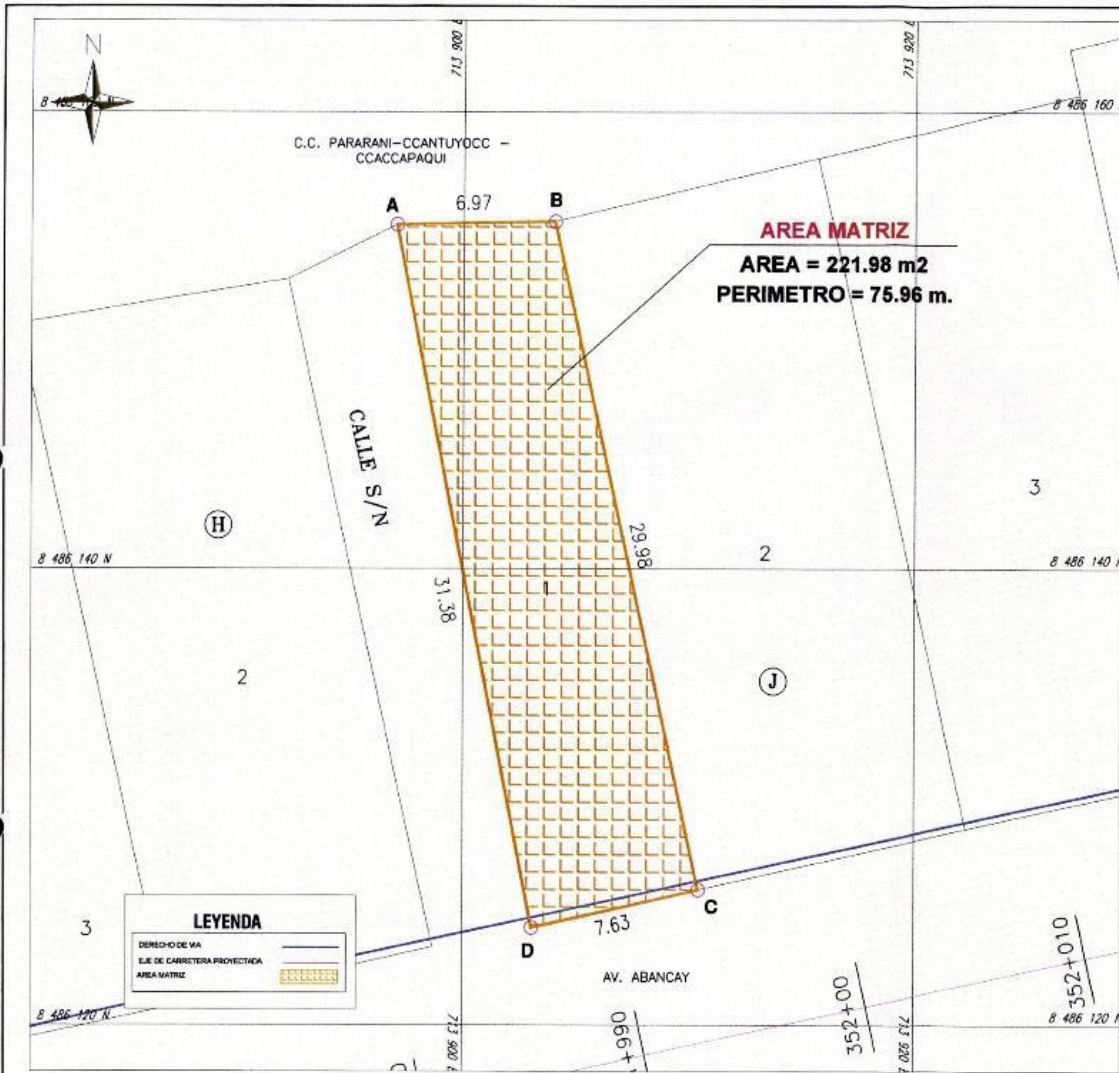 N
713 900 E
713 920 E
8 486 160
C.C. PARARANI-CCANTUYOCC -
CCACCAPAQUI
A
6.97
B
AREA MATRIZ
AREA = 221.98 m2
PERIMETRO = 75.96 m.
CALLE S/N
H
3
8 486 140 N
31.38
1
29.98
2
8 486 140 N
2
J
C
7.63
D
3
LEYENDA
DERECHO DE VIA
EJE DE CARRETERA PROYECTADA
AREA MATRIZ
AV. ABANCAY
8 486 120 N
713 900 E
+990
352+00
713 920 E
352+010
8 486 120 N